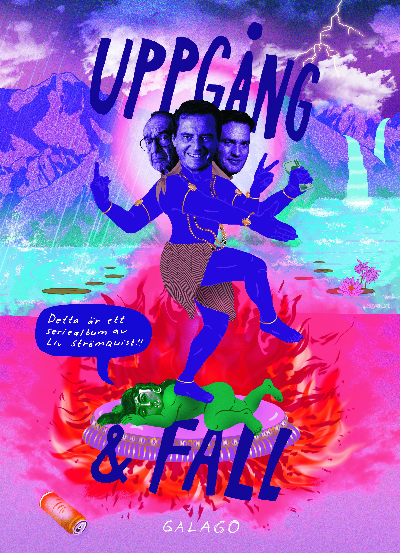 UPPGÅNG
Detta är ett
seriealbum av
Liv Strömquist!!
& FALL
GALAGO